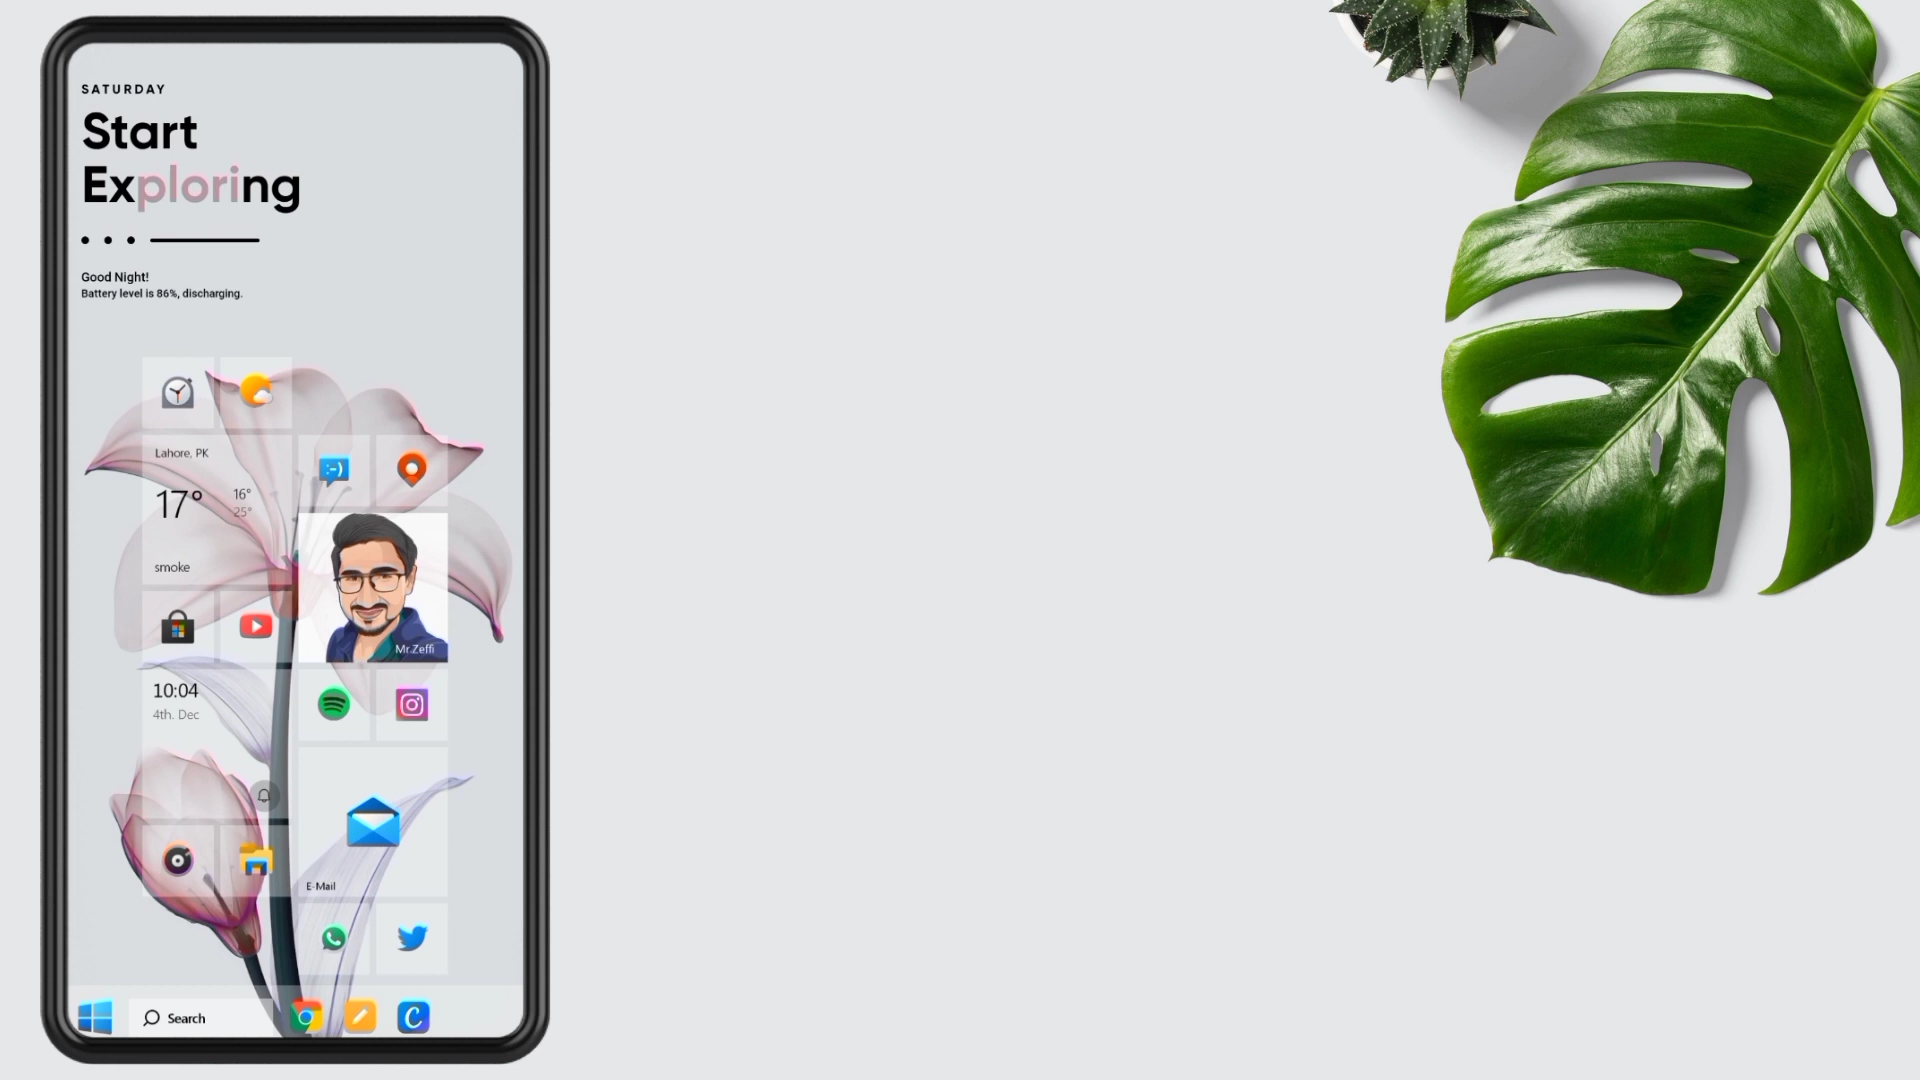 SATURDAY
Start
Exploring
Good Night!
Battery level is 86%, discharging.
Lahore, PK
17°
16°
25°
smoke
:-)
Mr.Zeffi
10:04
4th. Dec
E-Mail
Search
C